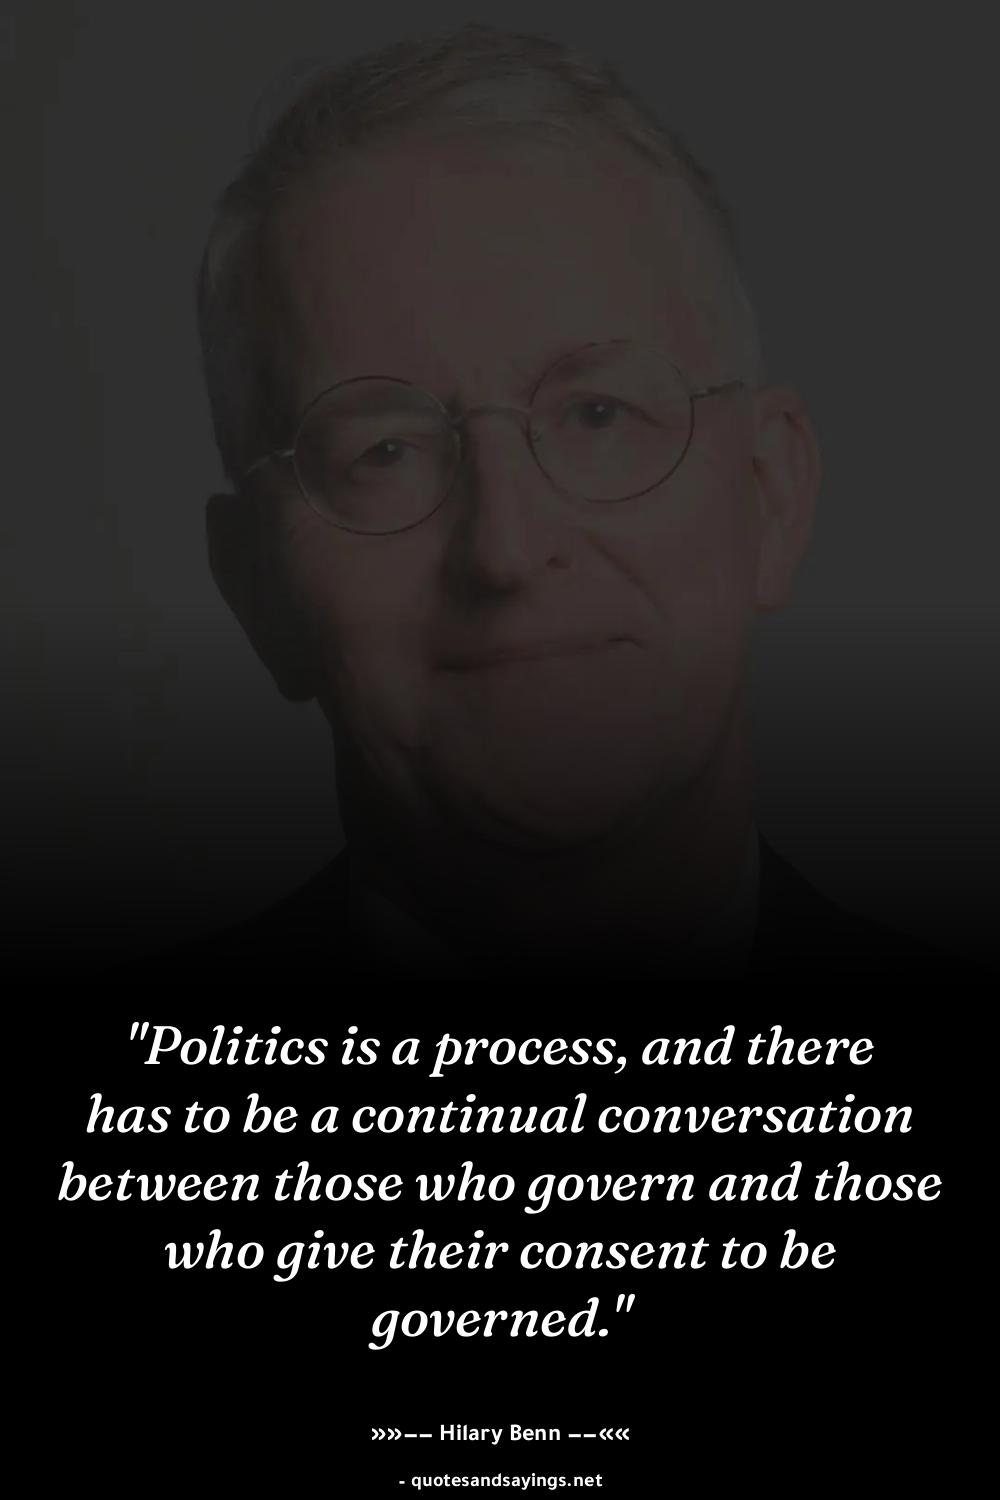 "Politics is a process, and there
has to be a continual conversation
between those who govern and those
who give their consent to be
governed."
»»−− Hilary Benn −−««
- quotesandsayings.net